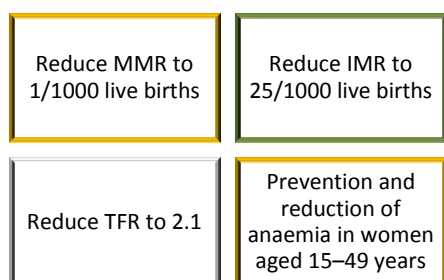 Reduce MMR to
1/1000 live births
Reduce IMR to
25/1000 live births
Reduce TFR to 2.1
Prevention and
reduction of
anaemia in women
aged 15–49 years